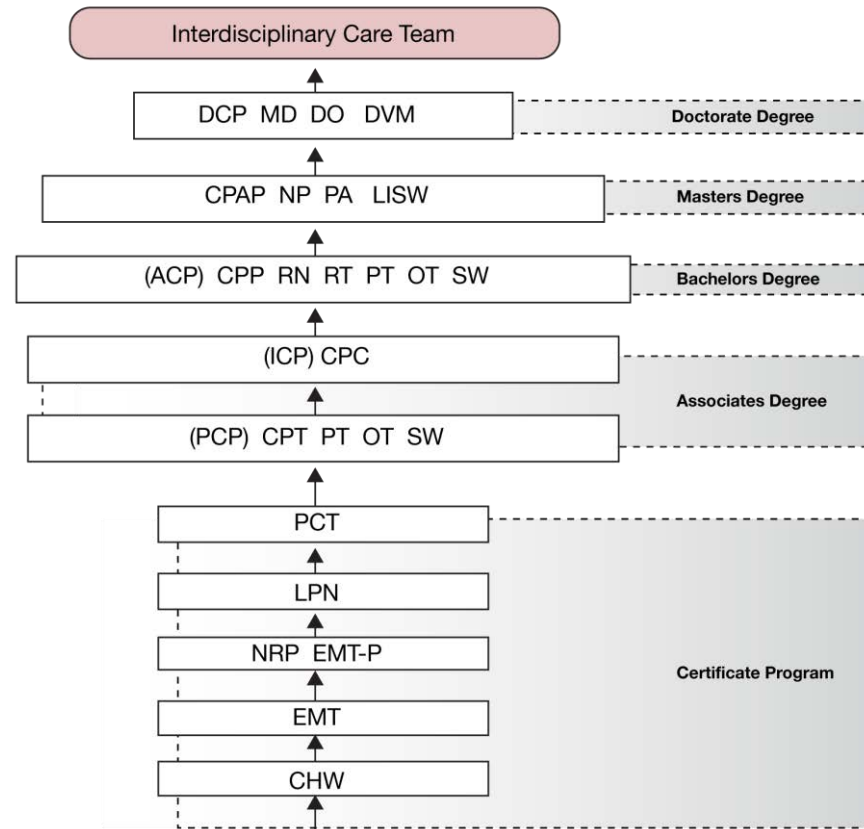 Interdisciplinary Care Team
DCP MD DO DVM
Doctorate Degree
CPAP NP PA LISW
Masters Degree
(ACP) CPP RN RT PT OT SW
Bachelors Degree
(ICP) CPC
Associates Degree
(PCP) CPT PT OT SW
PCT
LPN
NRP EMT-P
Certificate Program
EMT
CHW